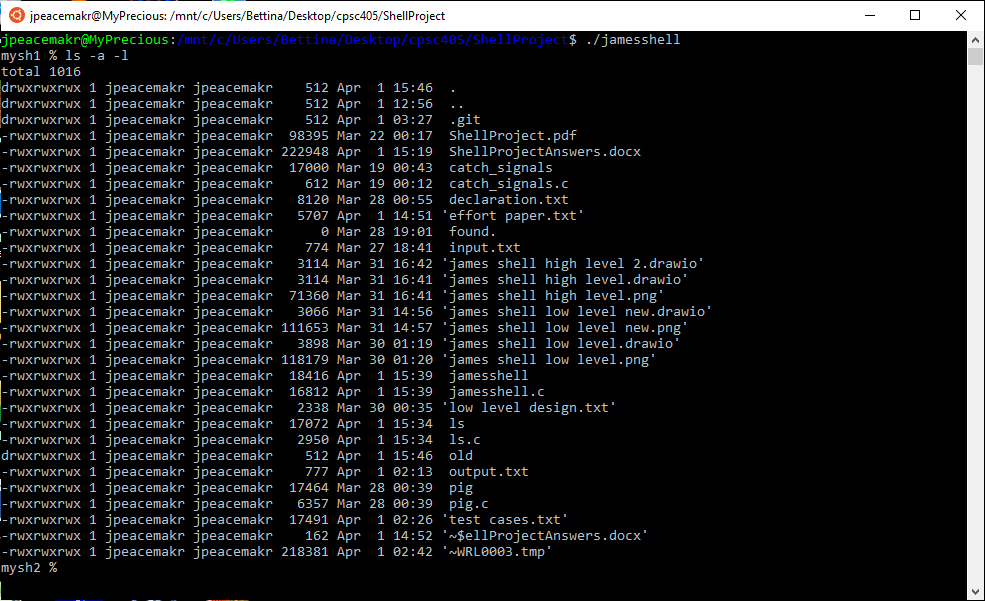 jpeacemakr@MyPrecious: /mnt/c/Users/Bettina/Desktop/cpsc405/ShellProject
jpeacemakr@MyPrecious:/mnt/c/Users/Bettina/Desktop/cpsc405/ShellProject$ ./jamesshell
mysh1 % ls -a -l
total 1016
drwxrwxrwx 1 jpeacemakr jpeacemakr    512 Apr  1 15:46  .
drwxrwxrwx 1 jpeacemakr jpeacemakr    512 Apr  1 12:56  ..
drwxrwxrwx 1 jpeacemakr jpeacemakr    512 Apr  1 03:27  .git
-rwxrwxrwx 1 jpeacemakr jpeacemakr  98395 Mar 22 00:17  ShellProject.pdf
-rwxrwxrwx 1 jpeacemakr jpeacemakr 222948 Apr  1 15:19  ShellProjectAnswers.docx
-rwxrwxrwx 1 jpeacemakr jpeacemakr  17000 Mar 19 00:43  catch_signals
-rwxrwxrwx 1 jpeacemakr jpeacemakr    612 Mar 19 00:12  catch_signals.c
-rwxrwxrwx 1 jpeacemakr jpeacemakr   8120 Mar 28 00:55  declaration.txt
-rwxrwxrwx 1 jpeacemakr jpeacemakr   5707 Apr  1 14:51 'effort paper.txt'
-rwxrwxrwx 1 jpeacemakr jpeacemakr      0 Mar 28 19:01  found.
-rwxrwxrwx 1 jpeacemakr jpeacemakr    774 Mar 27 18:41  input.txt
-rwxrwxrwx 1 jpeacemakr jpeacemakr   3114 Mar 31 16:42 'james shell high level 2.drawio'
-rwxrwxrwx 1 jpeacemakr jpeacemakr   3114 Mar 31 16:41 'james shell high level.drawio'
-rwxrwxrwx 1 jpeacemakr jpeacemakr  71360 Mar 31 16:41 'james shell high level.png'
-rwxrwxrwx 1 jpeacemakr jpeacemakr   3066 Mar 31 14:56 'james shell low level new.drawio'
-rwxrwxrwx 1 jpeacemakr jpeacemakr 111653 Mar 31 14:57 'james shell low level new.png'
-rwxrwxrwx 1 jpeacemakr jpeacemakr   3898 Mar 30 01:19 'james shell low level.drawio'
-rwxrwxrwx 1 jpeacemakr jpeacemakr 118179 Mar 30 01:20 'james shell low level.png'
-rwxrwxrwx 1 jpeacemakr jpeacemakr  18416 Apr  1 15:39  jamesshell
-rwxrwxrwx 1 jpeacemakr jpeacemakr  16812 Apr  1 15:39  jamesshell.c
-rwxrwxrwx 1 jpeacemakr jpeacemakr   2338 Mar 30 00:35 'low level design.txt'
-rwxrwxrwx 1 jpeacemakr jpeacemakr  17072 Apr  1 15:34  ls
-rwxrwxrwx 1 jpeacemakr jpeacemakr   2950 Apr  1 15:34  ls.c
drwxrwxrwx 1 jpeacemakr jpeacemakr    512 Apr  1 15:46  old
-rwxrwxrwx 1 jpeacemakr jpeacemakr    777 Apr  1 02:13  output.txt
-rwxrwxrwx 1 jpeacemakr jpeacemakr  17464 Mar 28 00:39  pig
-rwxrwxrwx 1 jpeacemakr jpeacemakr   6357 Mar 28 00:39  pig.c
-rwxrwxrwx 1 jpeacemakr jpeacemakr  17491 Apr  1 02:26 'test cases.txt'
-rwxrwxrwx 1 jpeacemakr jpeacemakr    162 Apr  1 14:52 '~$ellProjectAnswers.docx'
-rwxrwxrwx 1 jpeacemakr jpeacemakr 218381 Apr  1 02:42 '~WRL0003.tmp'
mysh2 %